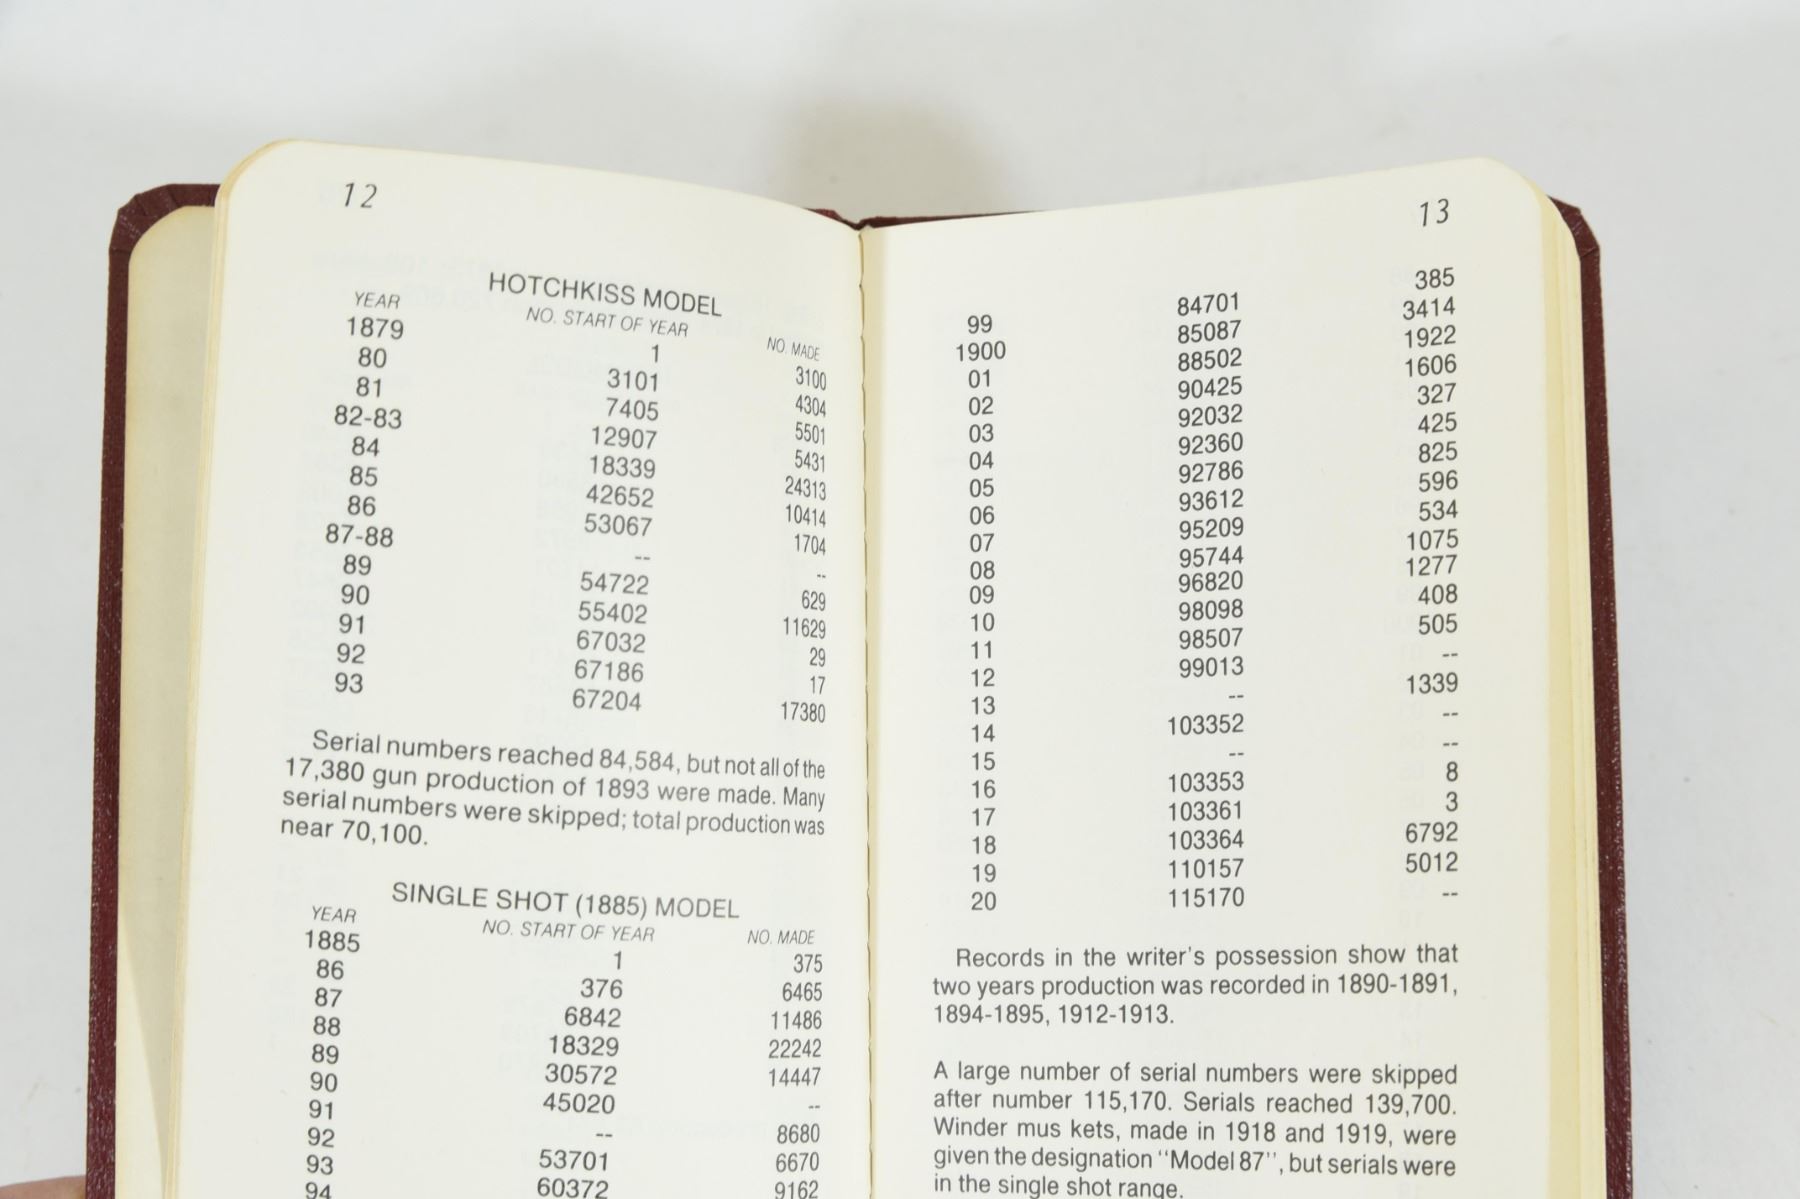 12
HOTCHKISS MODEL
YEAR NO. START OF YEAR NO. MADE
1879 1 3100
80 3101 4304
81 7405 5501
82-83 12907 5431
84 18339 24313
85 42652 10414
86 53067 1704
87-88 -- --
89 54722 629
90 55402 11629
91 67032 29
92 67186 17
93 67204 17380
Serial numbers reached 84,584, but not all of the
17,380 gun production of 1893 were made. Many
serial numbers were skipped; total production was
near 70,100.
SINGLE SHOT (1885) MODEL
YEAR NO. START OF YEAR NO. MADE
1885 1 375
86 376 6465
87 6842 11486
88 18329 22242
89 30572 14447
90 45020 --
91 -- 8680
92 53701 6670
93 60372 9162
94
13
99 84701 385
1900 85087 3414
01 88502 1922
02 90425 1606
03 92032 327
04 92360 425
05 92786 825
06 93612 596
07 95209 534
08 95744 1075
09 96820 1277
10 98098 408
11 98507 505
12 99013 --
13 -- 1339
14 103352 --
15 -- --
16 103353 8
17 103361 3
18 103364 6792
19 110157 5012
20 115170 --
Records in the writer's possession show that
two years production was recorded in 1890-1891,
1894-1895, 1912-1913.
A large number of serial numbers were skipped
after number 115,170. Serials reached 139,700.
Winder mus kets, made in 1918 and 1919, were
given the designation "Model 87", but serials were
in the single shot range.